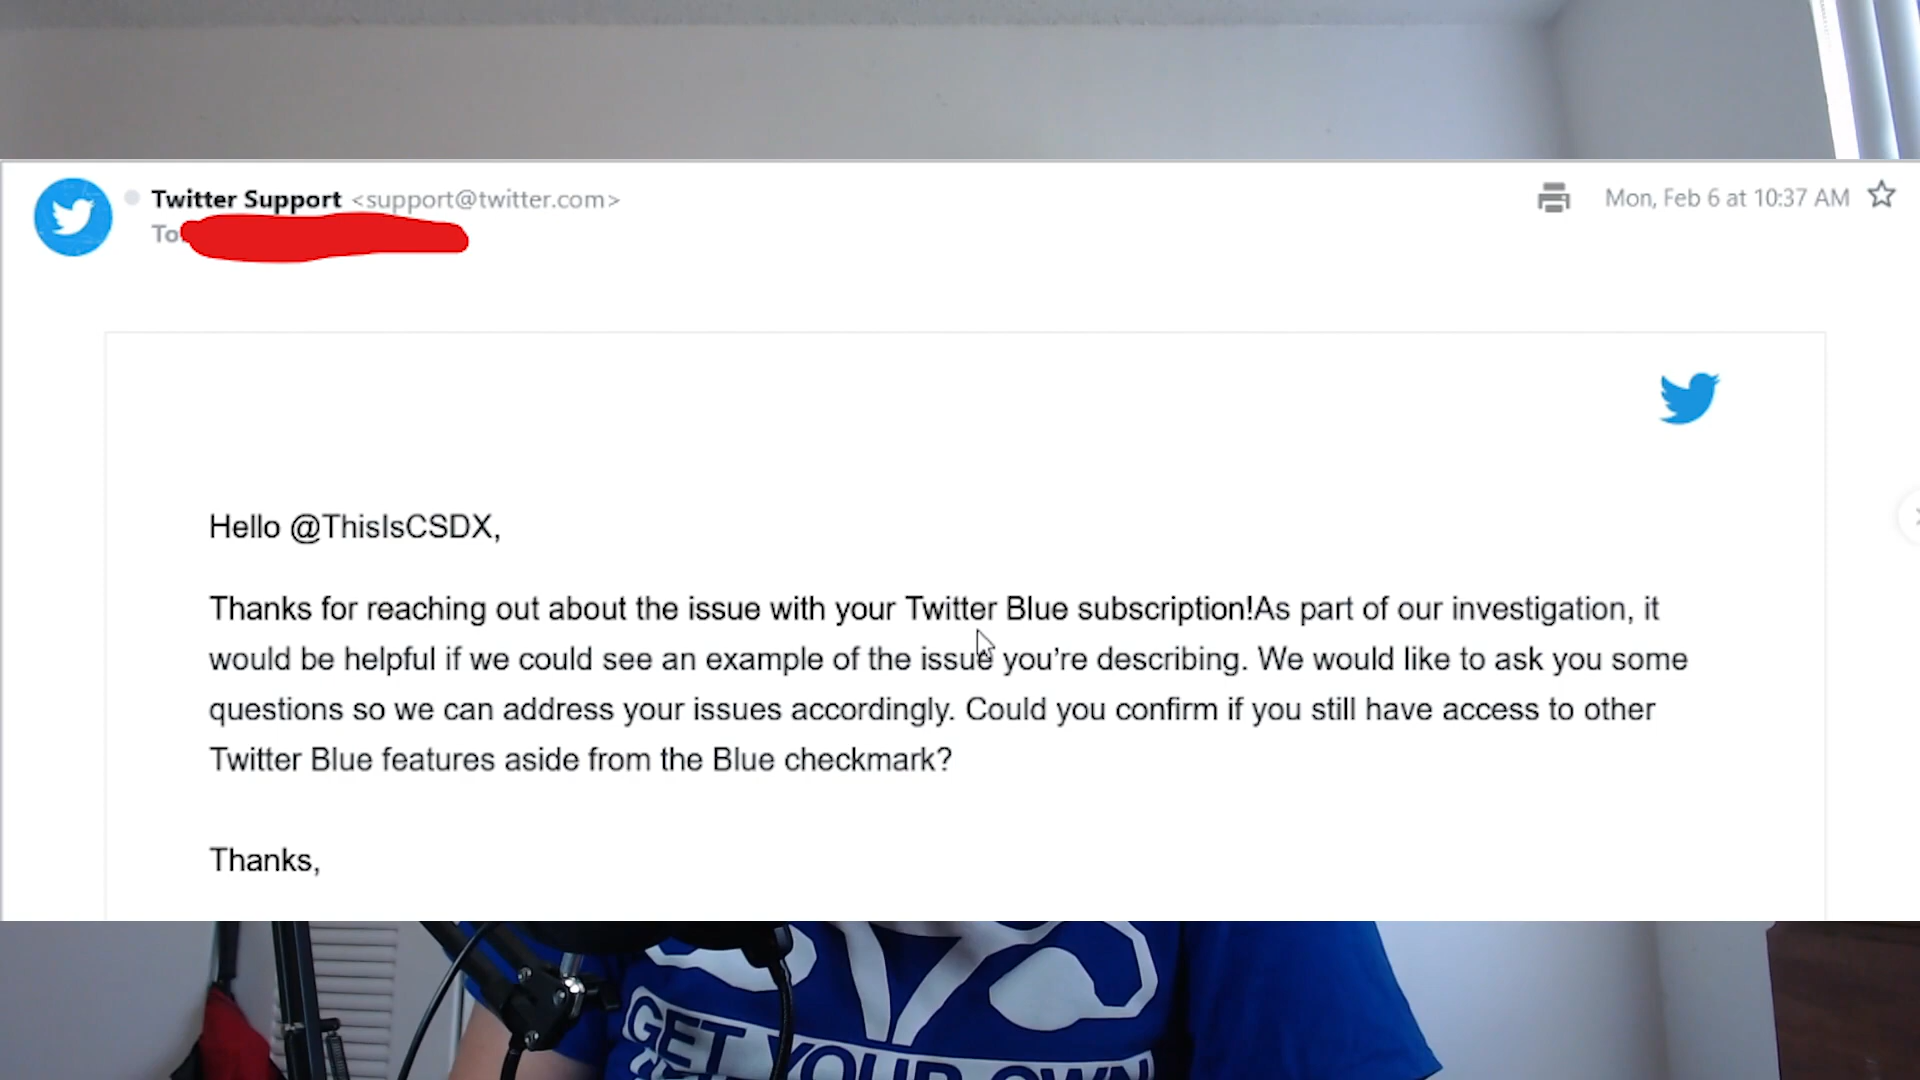 Twitter Support <support@twitter.com>
Mon, Feb 6 at 10:37 AM
To
Hello @ThisIsCSDX,
Thanks for reaching out about the issue with your Twitter Blue subscription!As part of our investigation, it
would be helpful if we could see an example of the issue you're describing. We would like to ask you some
questions so we can address your issues accordingly. Could you confirm if you still have access to other
Twitter Blue features aside from the Blue checkmark?
Thanks,
GET YOUR OWN